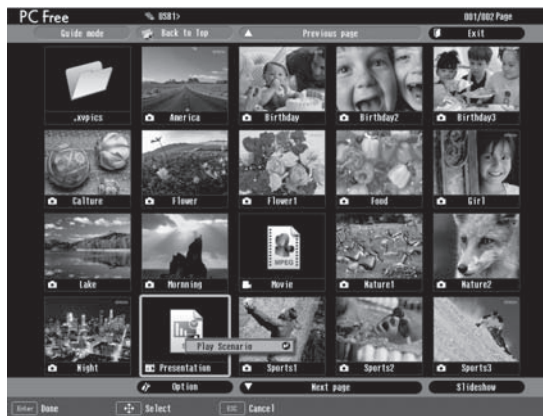 PC Free
USB1>
001/002 Page
Guide mode
Back to Top
Previous page
Exit
.xvpics
America
Birthday
Birthday2
Birthday3
Calture
Flower
Flower1
Food
Girl
Lake
Mornning
MPEG
Movie
Nature1
Nature2
Play Scenario
Night
Presentation
Sports1
Sports2
Sports3
Option
Next page
Slideshow
Enter Done
Select
ESC Cancel